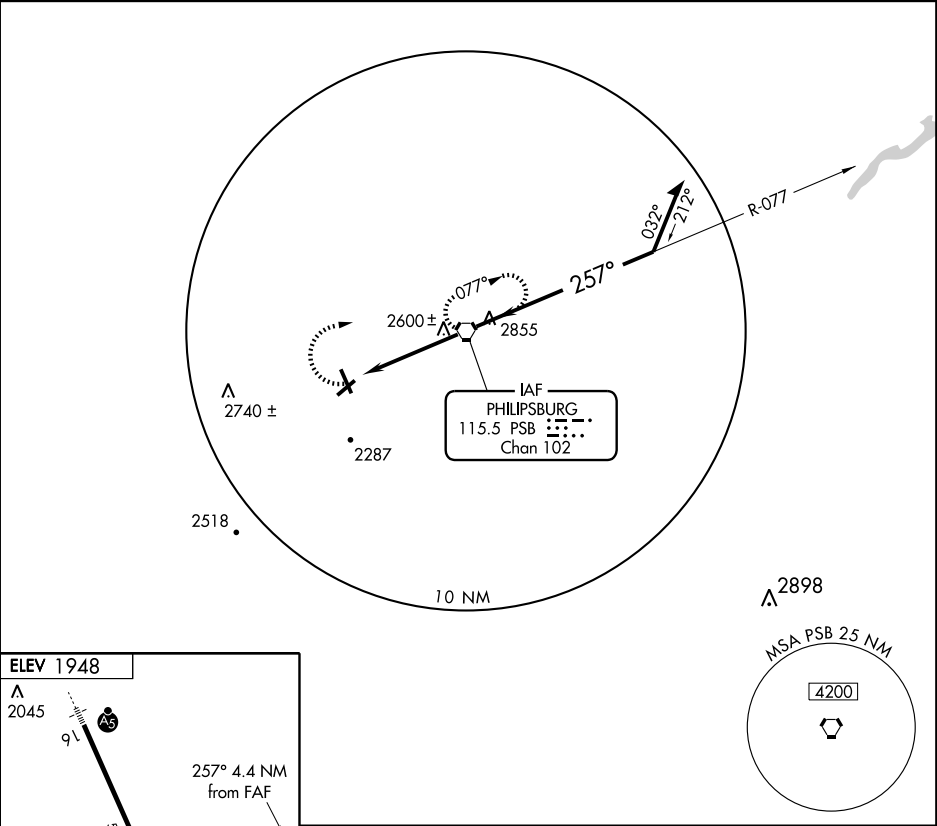 R-077
032°
212°
257°
077°
2600 ±
2855
IAF
PHILIPSBURG
115.5 PSB
Chan 102
2740 ±
2287
2518
10 NM
2898
MSA PSB 25 NM
4200
ELEV 1948
2045
A5
16
257° 4.4 NM
from FAF